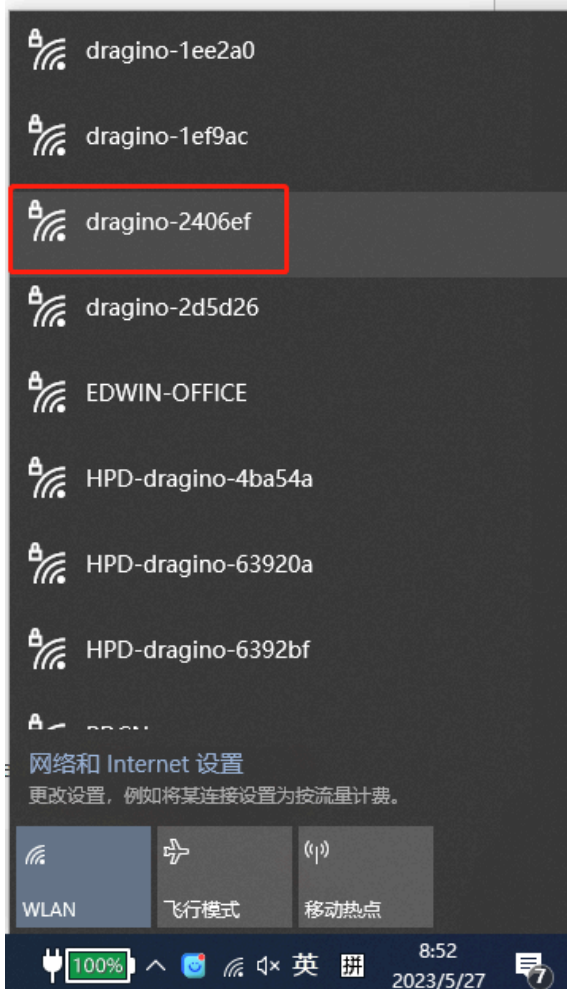 dragino-1ee2a0
dragino-1ef9ac
dragino-2406ef
dragino-2d5d26
EDWIN-OFFICE
HPD-dragino-4ba54a
HPD-dragino-63920a
HPD-dragino-6392bf
网络和 Internet 设置
更改设置，例如将某连接设置为按流量计费。
WLAN 飞行模式 移动热点
100% 英 拼 8:52
2023/5/27 7